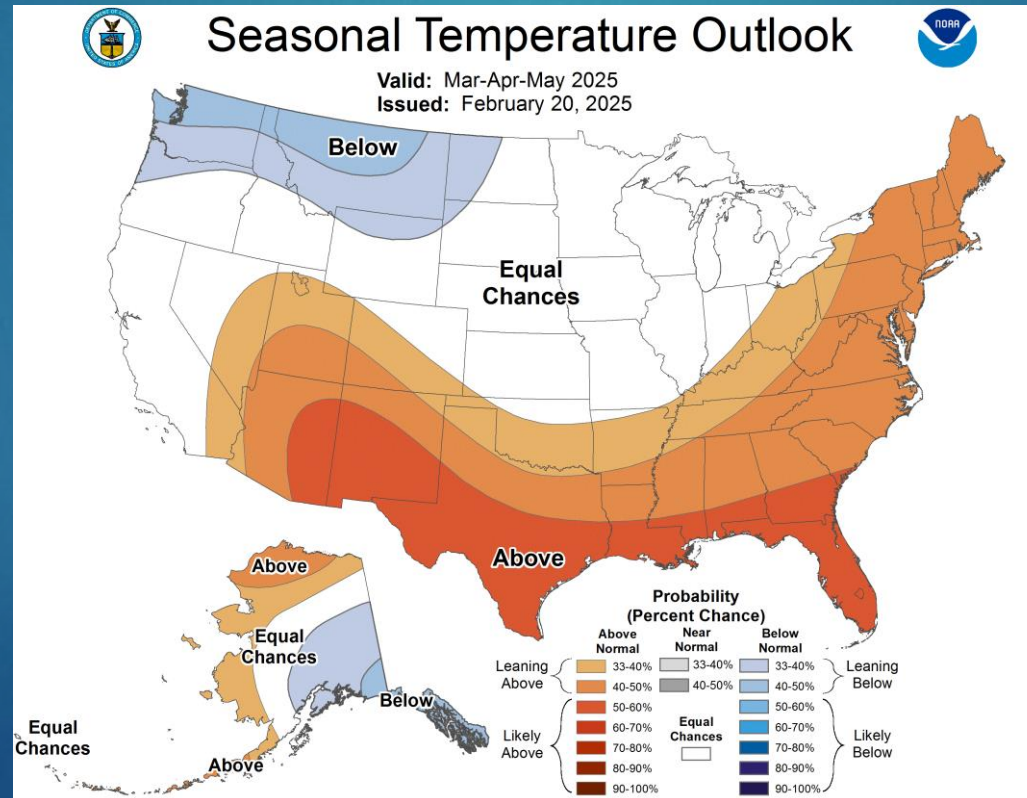 Seasonal Temperature Outlook
Valid: Mar-Apr-May 2025
Issued: February 20, 2025
NOAA
Below
Equal
Chances
Above
Above
Equal
Chances
Below
Equal
Chances
Above
Probability
(Percent Chance)
Above
Normal
Near
Normal
Below
Normal
Leaning
Above
33-40%
33-40%
33-40%
Leaning
Below
40-50%
40-50%
40-50%
Likely
Above
50-60%
60-70%
70-80%
80-90%
90-100%
Equal
Chances
50-60%
60-70%
70-80%
80-90%
90-100%
Likely
Below